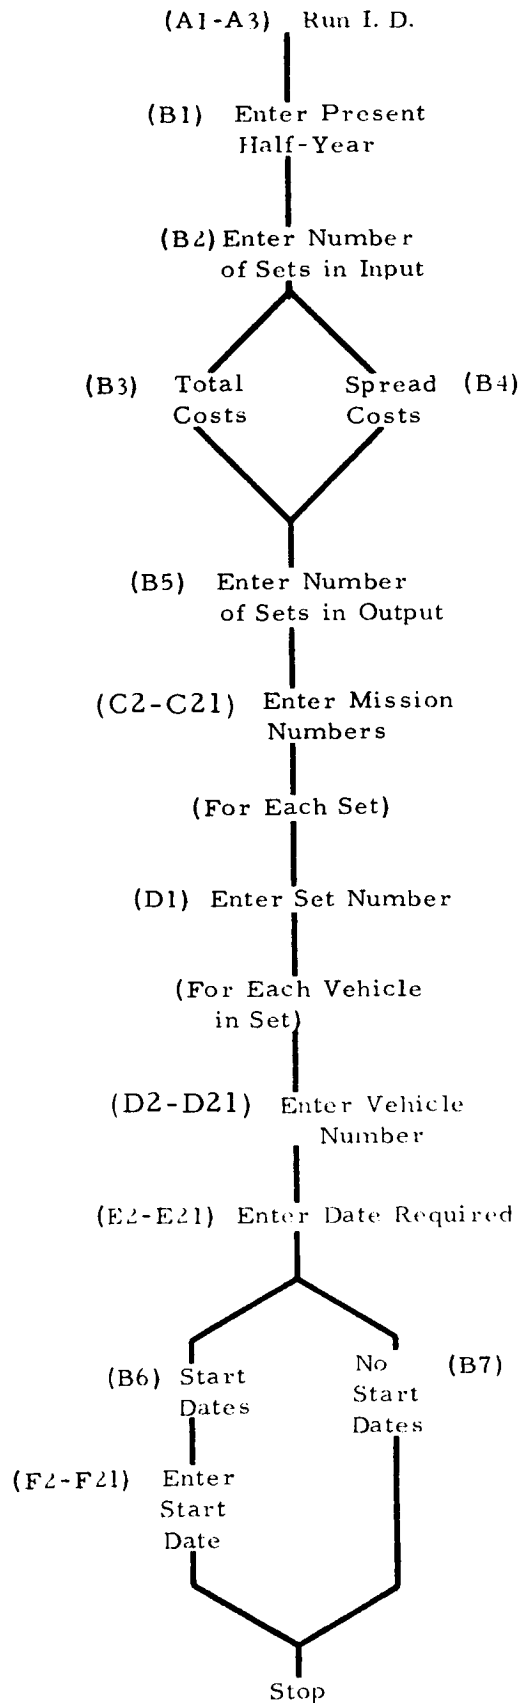 (A1-A3) Run I. D.
(B1) Enter Present
Half-Year
(B2) Enter Number
of Sets in Input
(B3) Total
Costs
Spread (B4)
Costs
(B5) Enter Number
of Sets in Output
(C2-C21) Enter Mission
Numbers
(For Each Set)
(D1) Enter Set Number
(For Each Vehicle
in Set)
(D2-D21) Enter Vehicle
Number
(E2-E21) Enter Date Required
(B6) Start
Dates
No (B7)
Start
Dates
(F2-F21) Enter
Start
Date
Stop